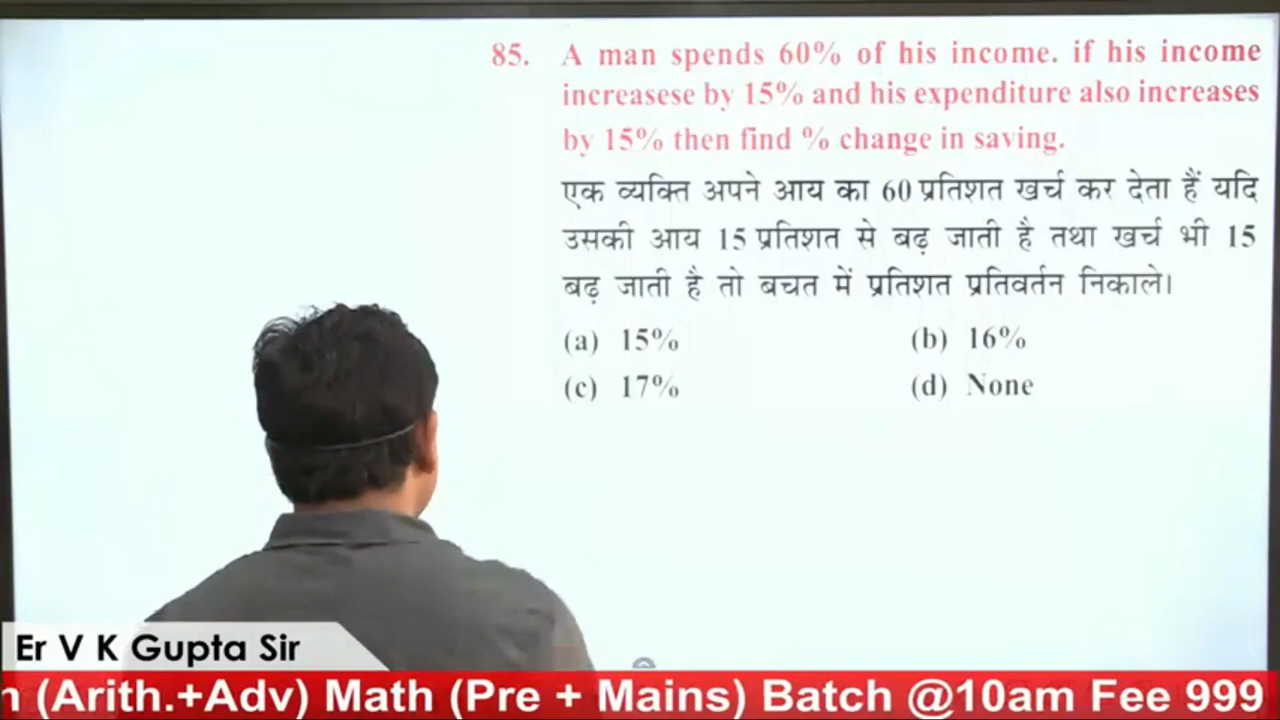 85. A man spends 60% of his income. if his income
increasese by 15% and his expenditure also increases
by 15% then find % change in saving.
एक व्यक्ति अपने आय का 60 प्रतिशत खर्च कर देता हैं यदि
उसकी आय 15 प्रतिशत से बढ़ जाती है तथा खर्च भी 15
बढ़ जाती है तो बचत में प्रतिशत प्रतिवर्तन निकाले।
(a) 15% (b) 16%
(c) 17% (d) None
Er V K Gupta Sir
(Arith.+Adv) Math (Pre + Mains) Batch @10am Fee 999